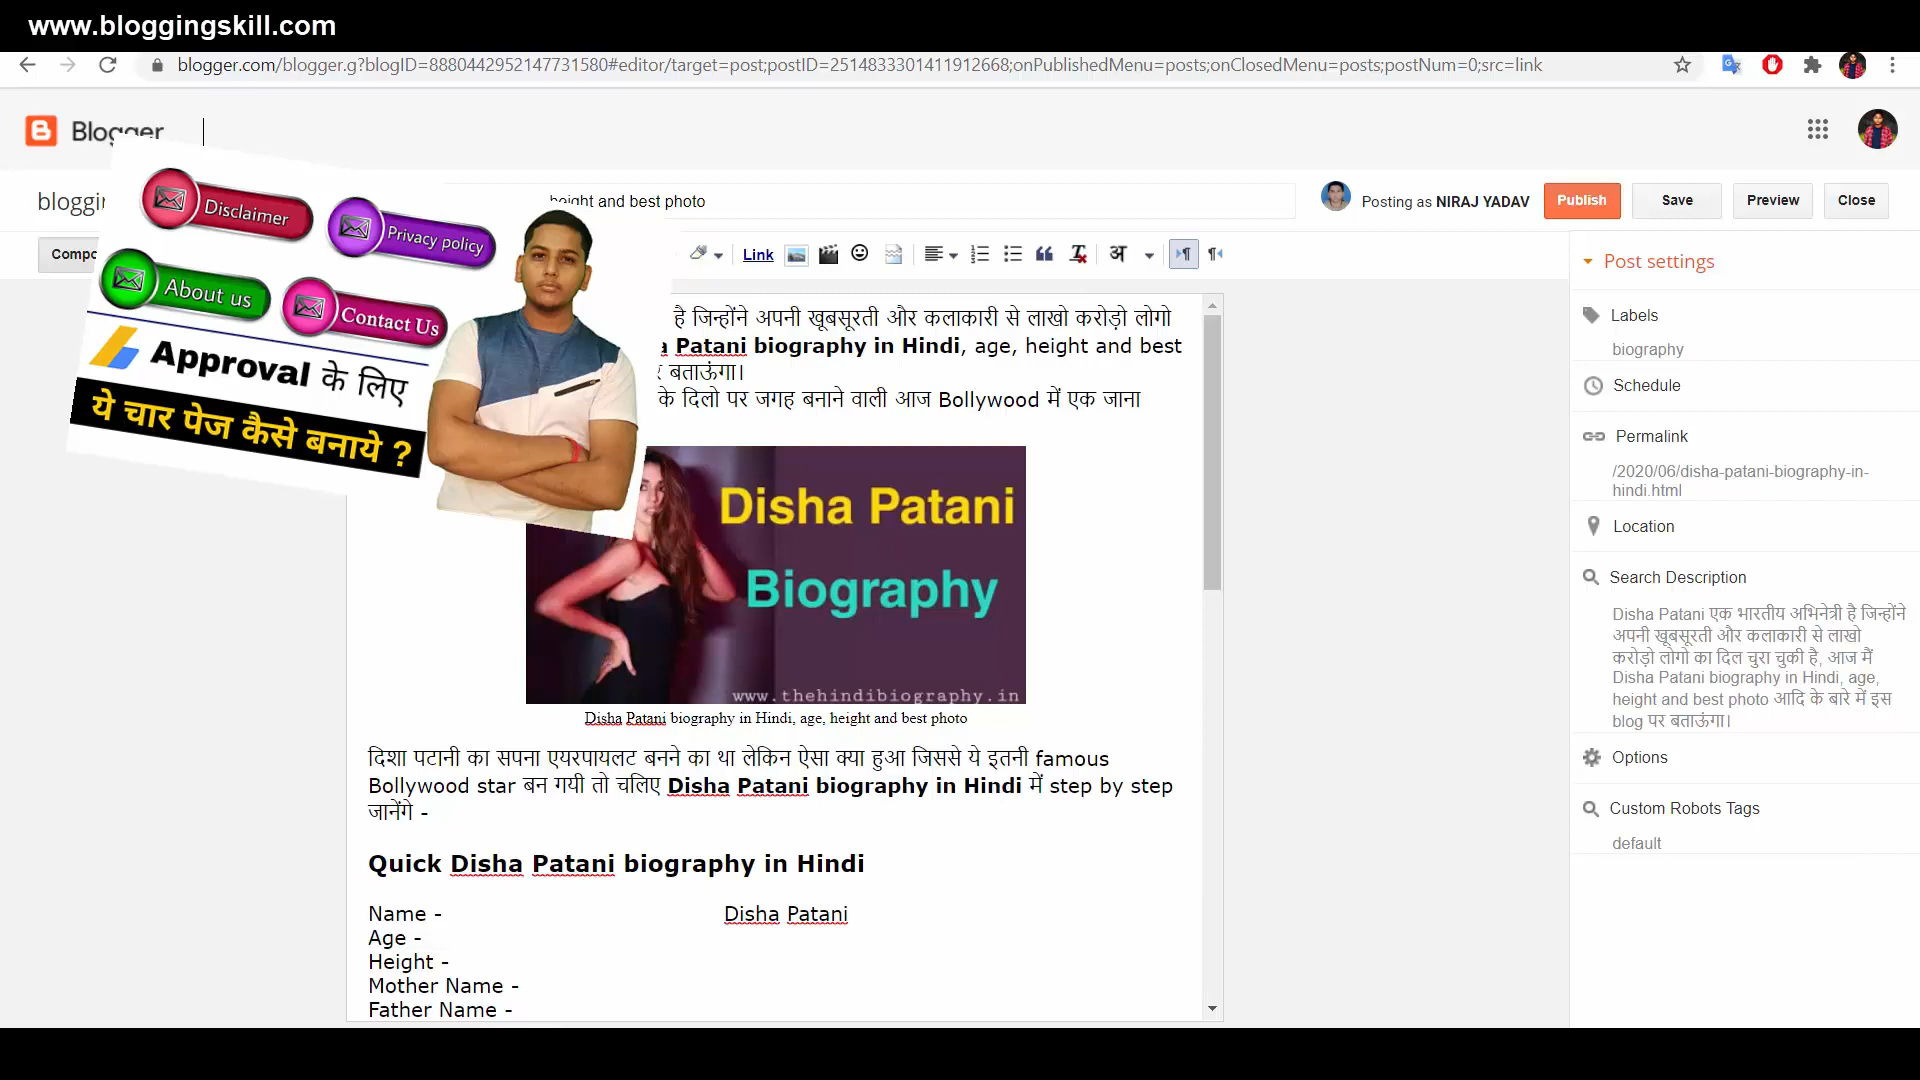 www.bloggingskill.com
blogger.com/blogger.g?blogID=8880442952147731580#editor/target=post;postID=2514833301411912668;onPublishedMenu=posts;onClosedMenu=posts;postNum=0;src=link
Blogger
height and best photo
Posting as NIRAJ YADAV
Publish
Save
Preview
Close
Link
अ
Disclaimer
Privacy policy
About us
Contact Us
Approval के लिए
ये चार पेज कैसे बनाये ?
है जिन्होंने अपनी खूबसूरती और कलाकारी से लाखो करोड़ो लोगो
Patani biography in Hindi, age, height and best
बताऊंगा।
के दिलो पर जगह बनाने वाली आज Bollywood में एक जाना
Disha Patani
Biography
www.thehindibiography.in
Disha Patani biography in Hindi, age, height and best photo
दिशा पटानी का सपना एयरपायलट बनने का था लेकिन ऐसा क्या हुआ जिससे ये इतनी famous
Bollywood star बन गयी तो चलिए Disha Patani biography in Hindi में step by step
जानेंगे -
Quick Disha Patani biography in Hindi
Name - Disha Patani
Age -
Height -
Mother Name -
Father Name -
Post settings
Labels
biography
Schedule
Permalink
/2020/06/disha-patani-biography-in-
hindi.html
Location
Search Description
Disha Patani एक भारतीय अभिनेत्री है जिन्होंने
अपनी खूबसूरती और कलाकारी से लाखो
करोड़ो लोगो का दिल चुरा चुकी है, आज मैं
Disha Patani biography in Hindi, age,
height and best photo आदि के बारे में इस
blog पर बताऊंगा।
Options
Custom Robots Tags
default